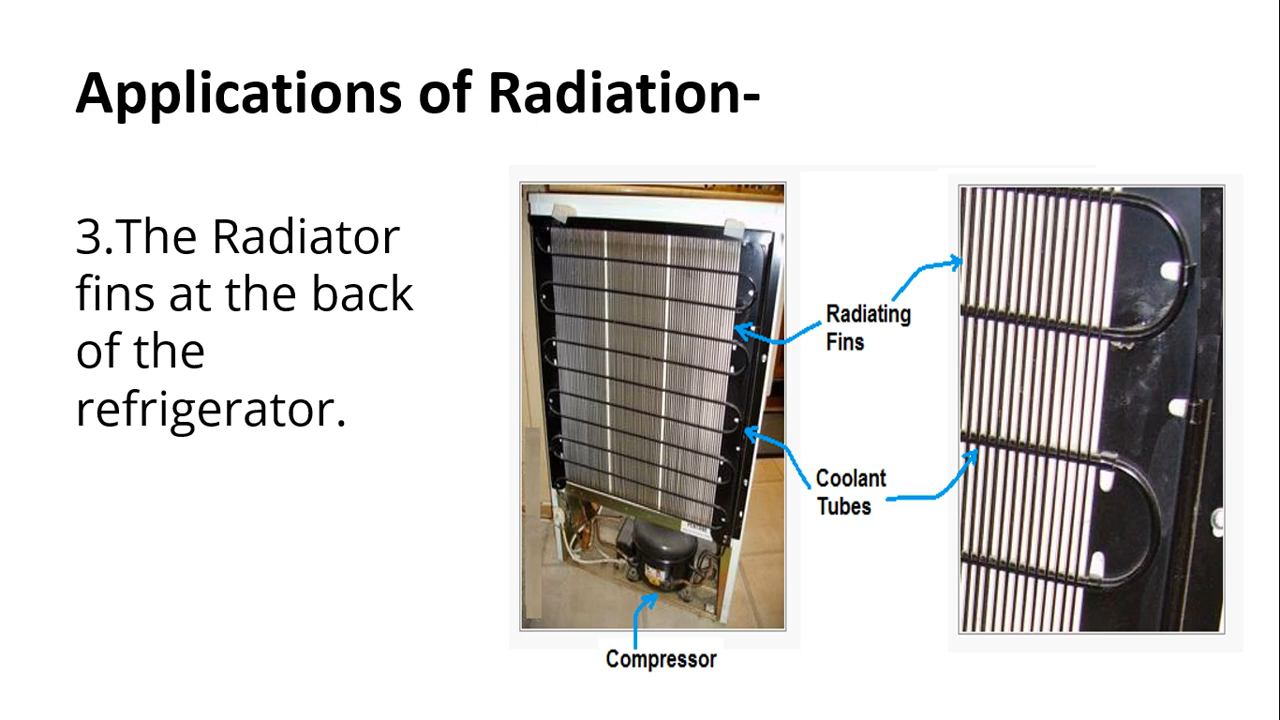 Applications of Radiation-
3.The Radiator
fins at the back
of the
refrigerator.
Radiating
Fins
Coolant
Tubes
Compressor